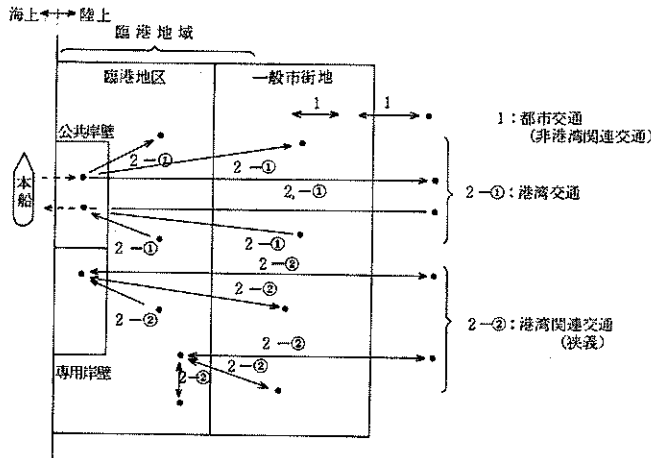 海上 陸上
臨港地域
臨港地区
一般市街地
1
1
1：都市交通
(非港湾関連交通)
公共岸壁
2-①
2-①
2-①
2-①：港湾交通
本船
2-①
2-①
2-②
2-②
2-②
2-②：港湾関連交通
(狭義)
2-②
2-②
2-②
専用岸壁